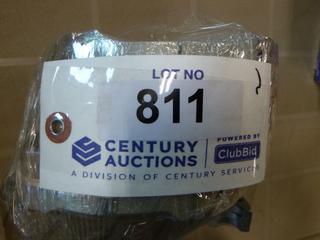 LOT NO
811
CENTURY
AUCTIONS
POWERED BY
ClubBid
A DIVISION OF CENTURY SERVICES